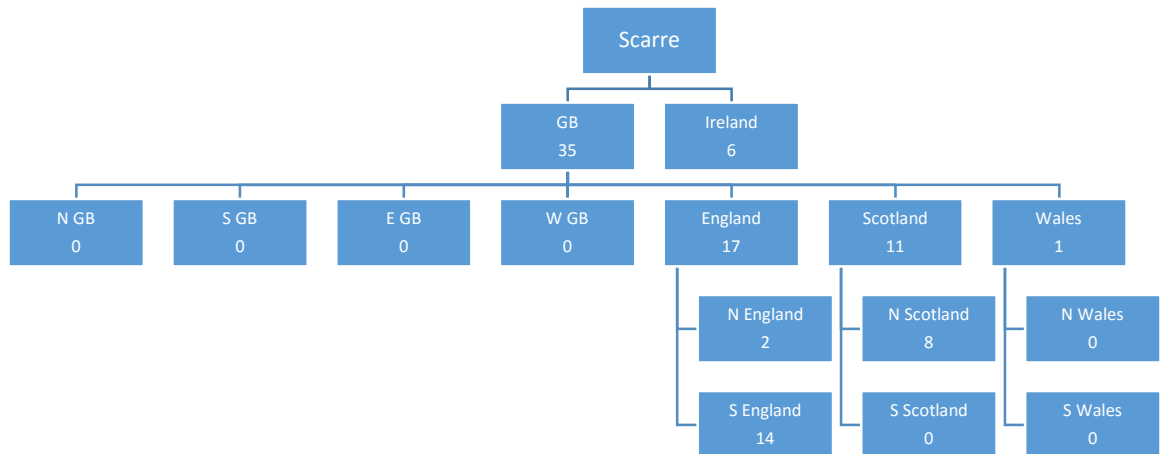 Scarre
GB
35
Ireland
6
N GB
0
S GB
0
E GB
0
W GB
0
England
17
Scotland
11
Wales
1
N England
2
N Scotland
8
N Wales
0
S England
14
S Scotland
0
S Wales
0